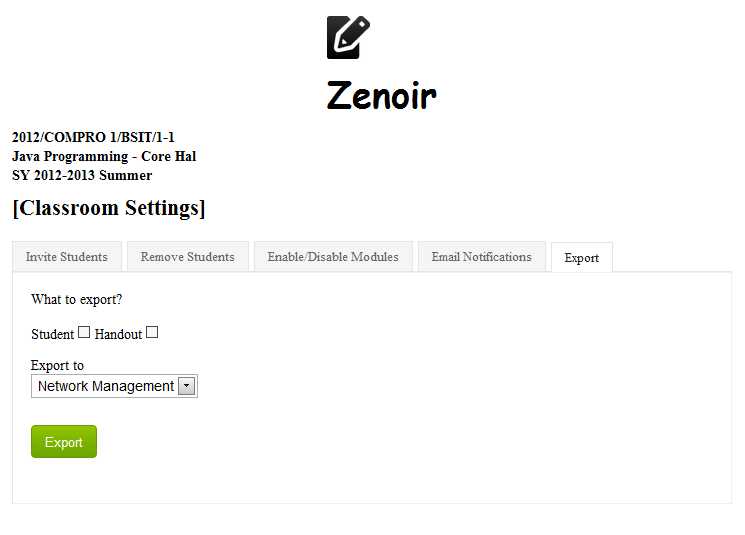 Zenoir
2012/COMPRO 1/BSIT/1-1
Java Programming - Core Hal
SY 2012-2013 Summer
[Classroom Settings]
Invite Students Remove Students Enable/Disable Modules Email Notifications Export
What to export?
Student Handout
Export to
Network Management
Export